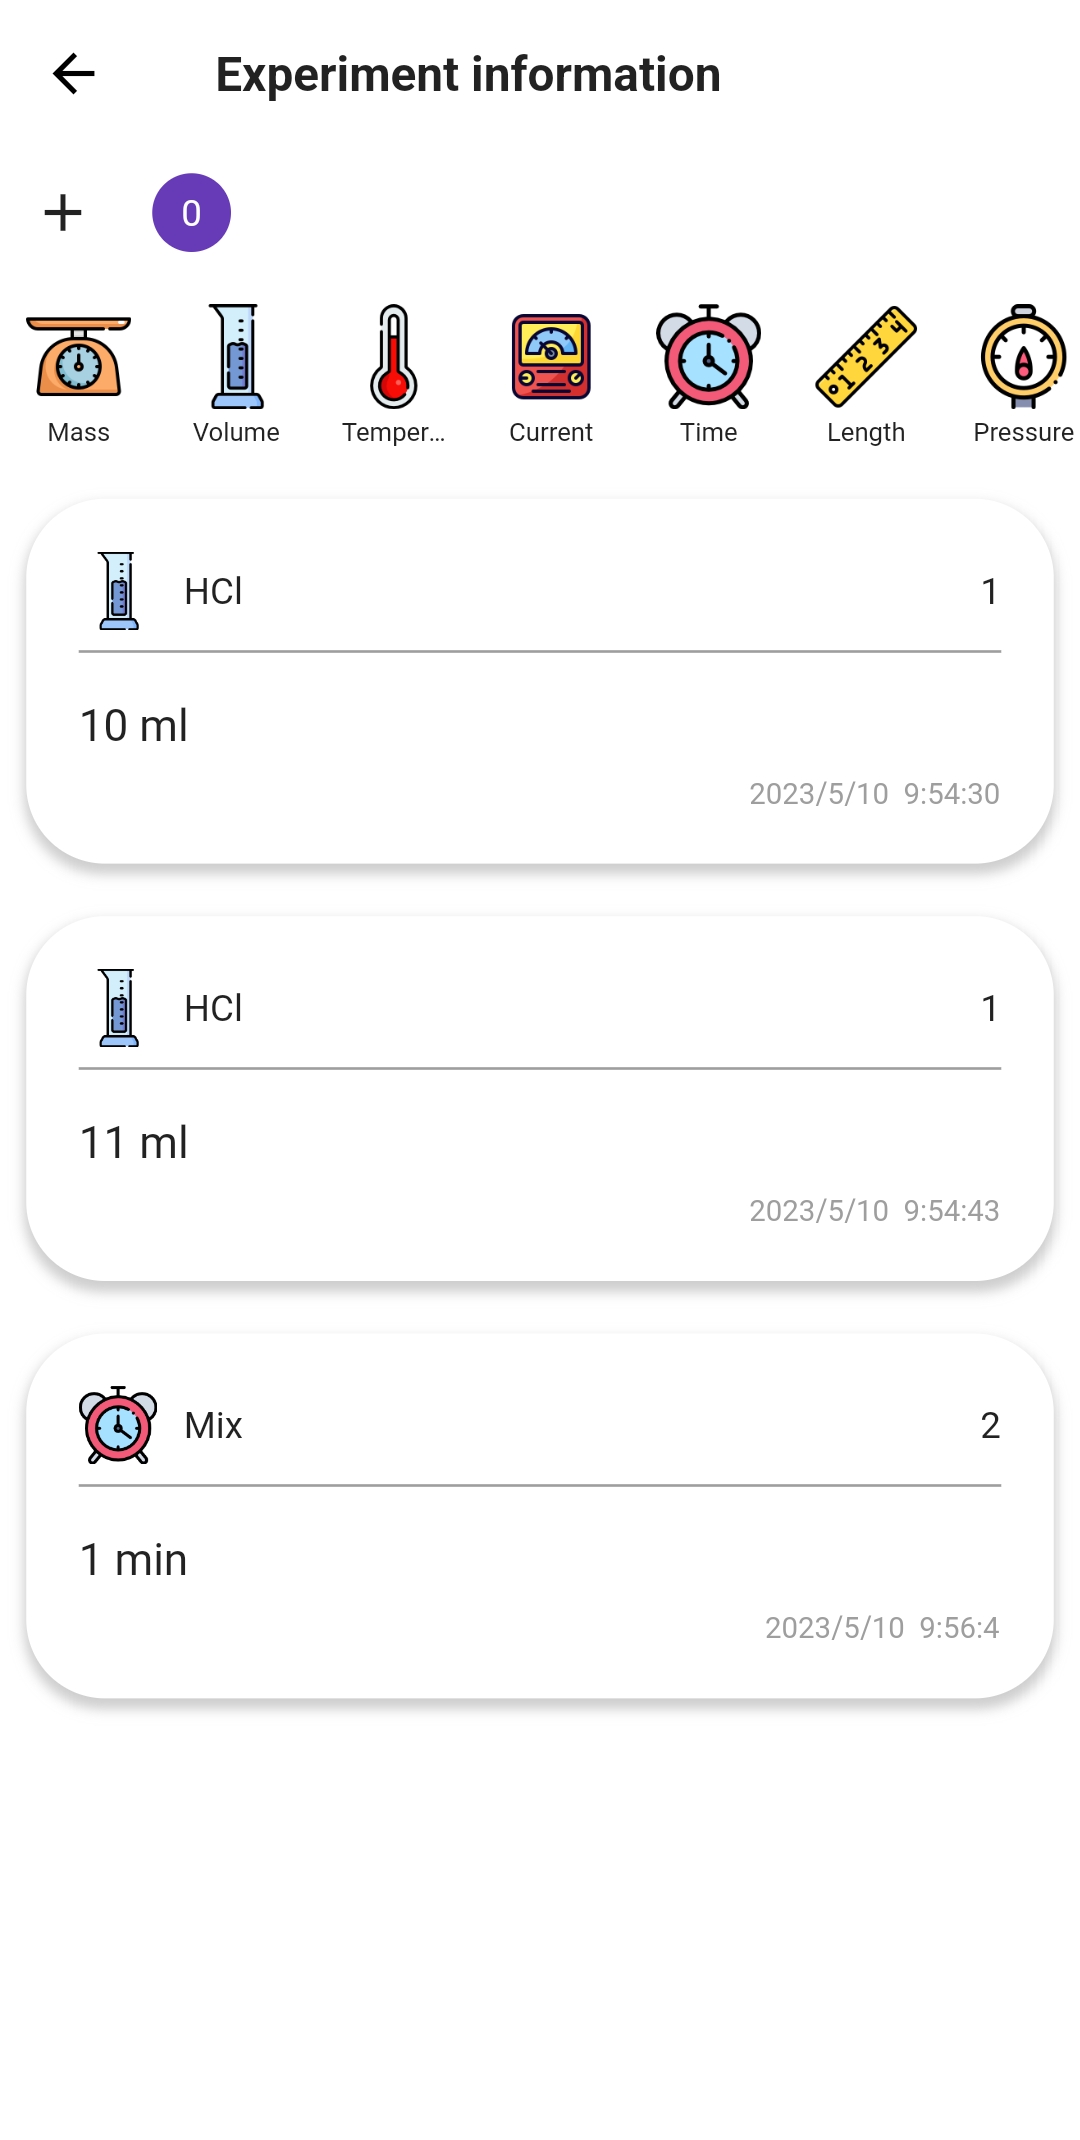 Experiment information
0
Mass Volume Temper... Current Time Length Pressure
HCl 1
10 ml
2023/5/10 9:54:30
HCl 1
11 ml
2023/5/10 9:54:43
Mix 2
1 min
2023/5/10 9:56:4